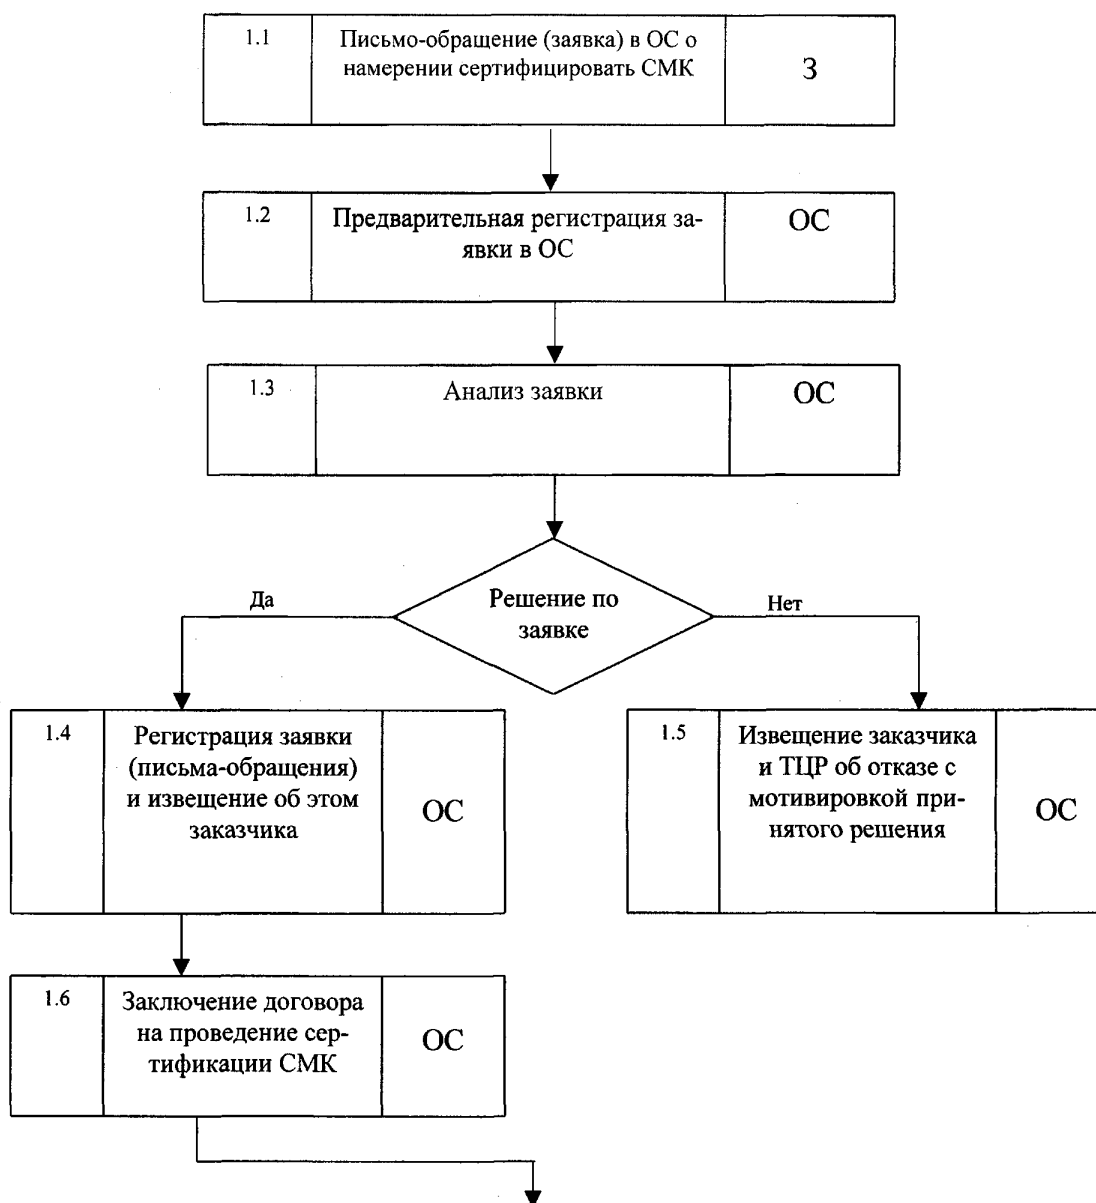 1.1
Письмо-обращение (заявка) в ОС о
намерении сертифицировать СМК
З
1.2
Предварительная регистрация за-
явки в ОС
ОС
1.3
Анализ заявки
ОС
Решение по
заявке
Да
Нет
1.4
Регистрация заявки
(письма-обращения)
и извещение об этом
заказчика
ОС
1.5
Извещение заказчика
и ТЦР об отказе с
мотивировкой при-
нятого решения
ОС
1.6
Заключение договора
на проведение сер-
тификации СМК
ОС